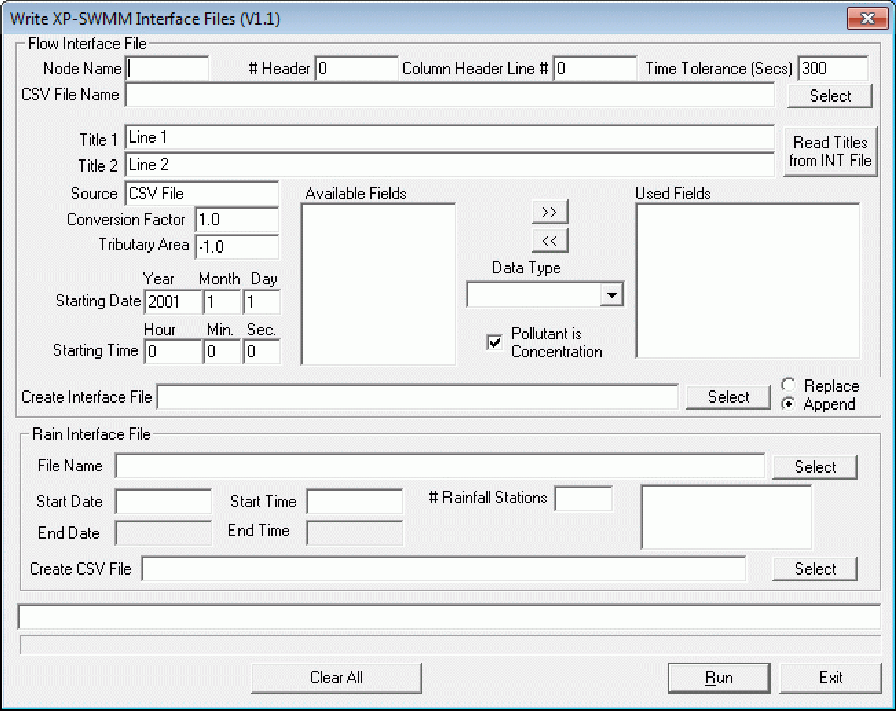 Write XP-SWMM Interface Files (V1.1)
Flow Interface File
Node Name # Header 0 Column Header Line # 0 Time Tolerance (Secs) 300
CSV File Name Select
Title 1 Line 1
Title 2 Line 2
Read Titles
from INT File
Source CSV File
Conversion Factor 1.0
Tributary Area -1.0
Year Month Day
Starting Date 2001 1 1
Hour Min. Sec.
Starting Time 0 0 0
Available Fields
>>
<<
Data Type
Pollutant is
Concentration
Used Fields
Create Interface File Select
Replace
Append
Rain Interface File
File Name Select
Start Date Start Time # Rainfall Stations
End Date End Time
Create CSV File Select
Clear All Run Exit